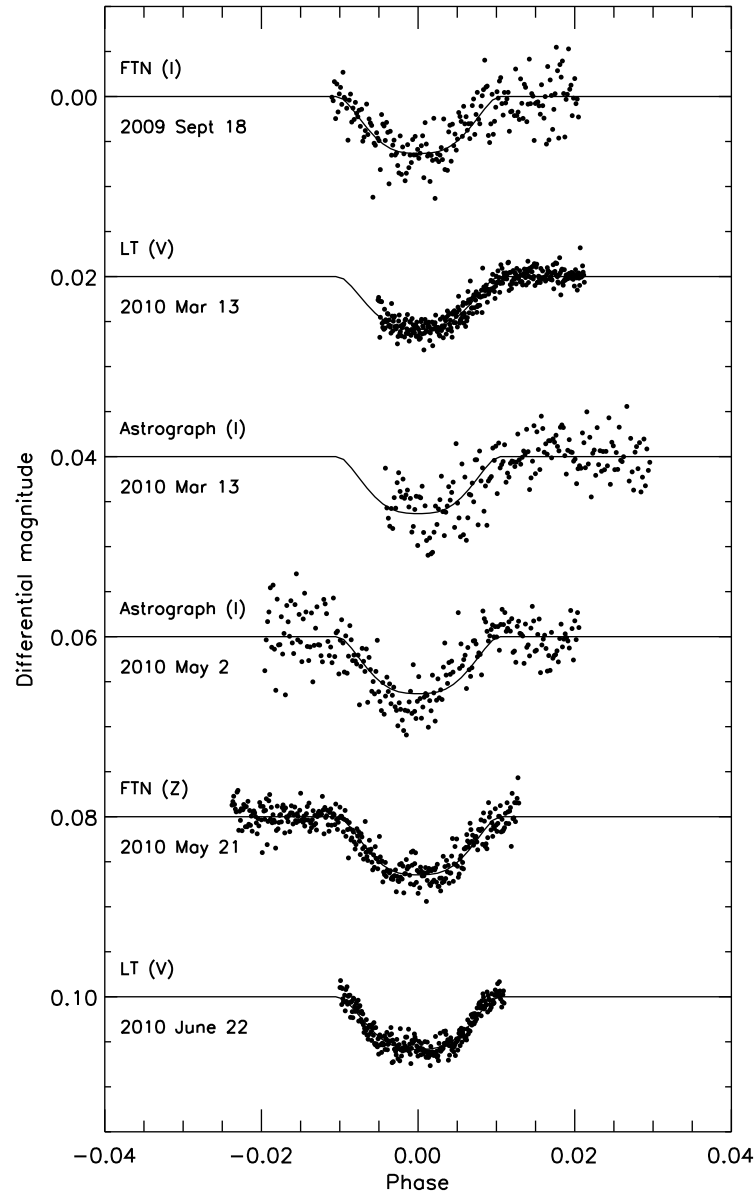 FTN (I)
0.00
2009 Sept 18
LT (V)
0.02
2010 Mar 13
Astrograph (I)
0.04
2010 Mar 13
Differential magnitude
Astrograph (I)
0.06
2010 May 2
FTN (Z)
0.08
2010 May 21
LT (V)
0.10
2010 June 22
−0.04 −0.02 0.00 0.02 0.04
Phase